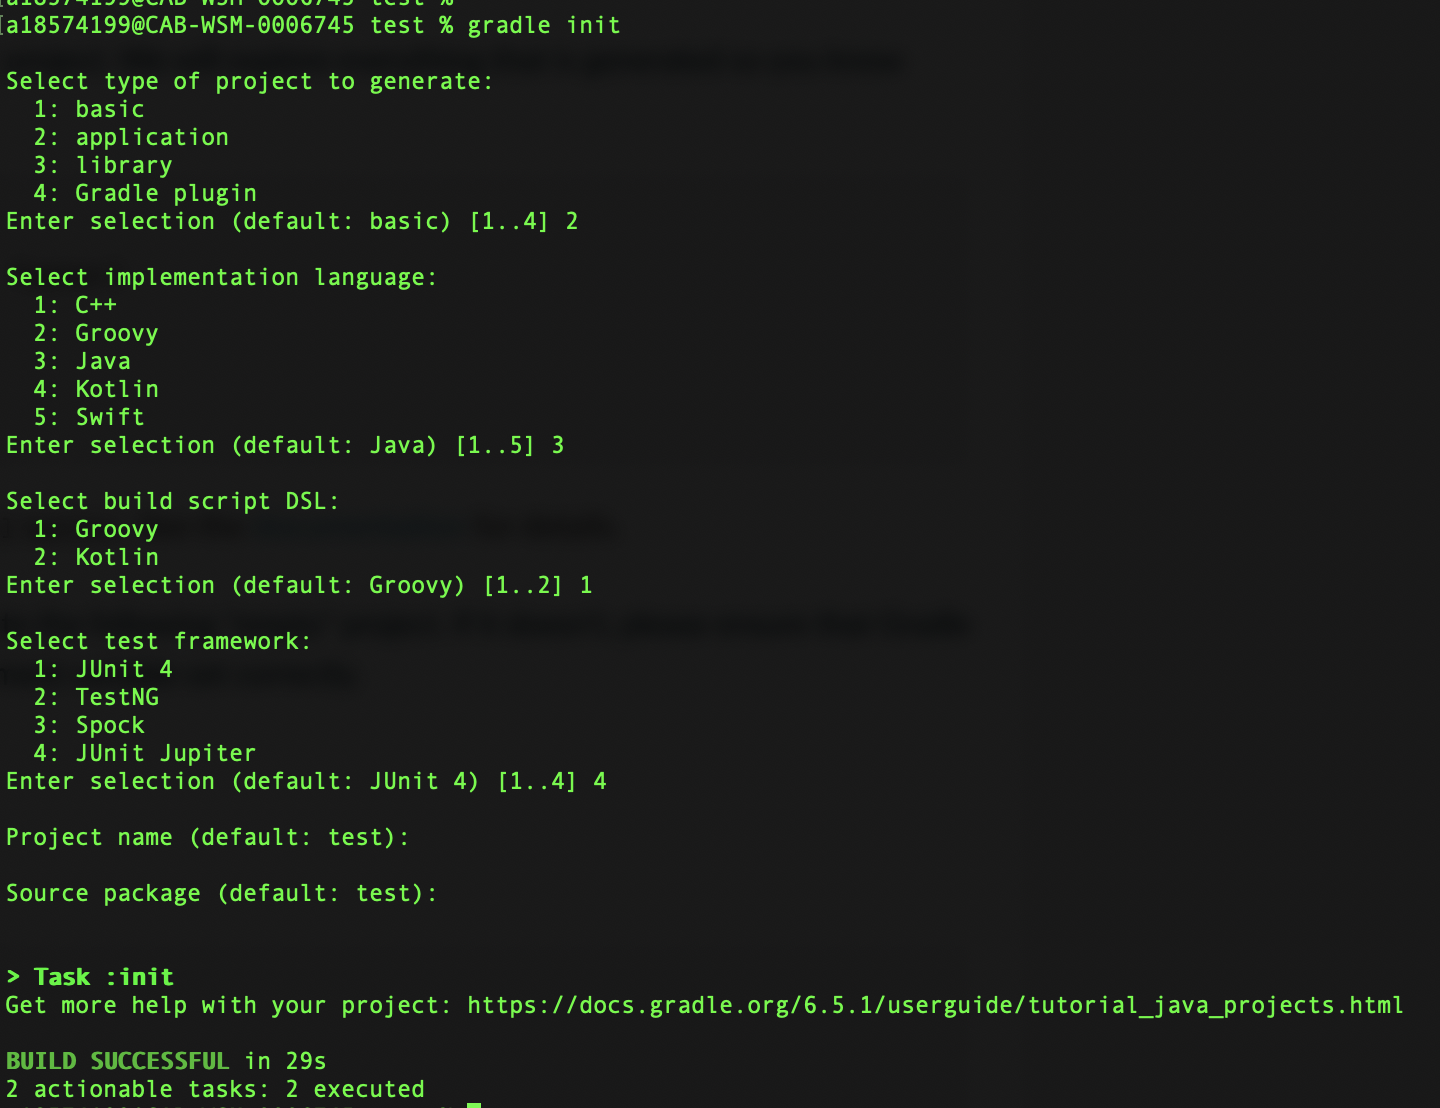 a18574199@CAB-WSM-0006745 test %
[a18574199@CAB-WSM-0006745 test % gradle init
Select type of project to generate:
1: basic
2: application
3: library
4: Gradle plugin
Enter selection (default: basic) [1..4] 2
Select implementation language:
1: C++
2: Groovy
3: Java
4: Kotlin
5: Swift
Enter selection (default: Java) [1..5] 3
Select build script DSL:
1: Groovy
2: Kotlin
Enter selection (default: Groovy) [1..2] 1
Select test framework:
1: JUnit 4
2: TestNG
3: Spock
4: JUnit Jupiter
Enter selection (default: JUnit 4) [1..4] 4
Project name (default: test):
Source package (default: test):
> Task :init
Get more help with your project: https://docs.gradle.org/6.5.1/userguide/tutorial_java_projects.html
BUILD SUCCESSFUL in 29s
2 actionable tasks: 2 executed